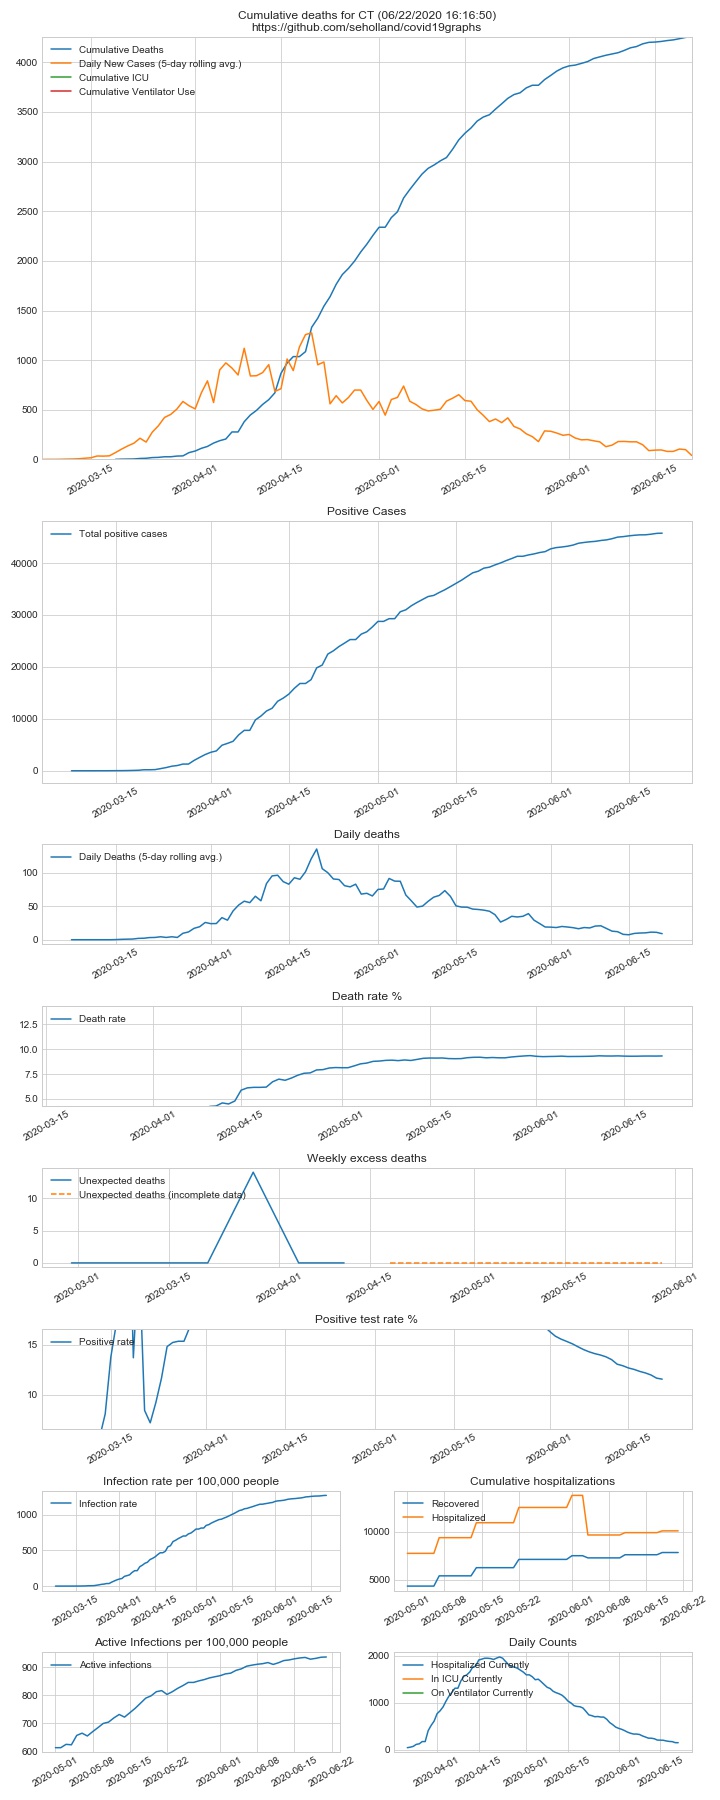 Cumulative deaths for CT (06/22/2020 16:16:50)
https://github.com/seholland/covid19graphs
Cumulative Deaths
Daily New Cases (5-day rolling avg.)
Cumulative ICU
Cumulative Ventilator Use
4000
3500
3000
2500
2000
1500
1000
500
0
2020-03-15 2020-04-01 2020-04-15 2020-05-01 2020-05-15 2020-06-01 2020-06-15
Positive Cases
Total positive cases
40000
30000
20000
10000
0
2020-03-15 2020-04-01 2020-04-15 2020-05-01 2020-05-15 2020-06-01 2020-06-15
Daily deaths
Daily Deaths (5-day rolling avg.)
100
50
0
2020-03-15 2020-04-01 2020-04-15 2020-05-01 2020-05-15 2020-06-01 2020-06-15
Death rate %
Death rate
12.5
10.0
7.5
5.0
2020-03-15 2020-04-01 2020-04-15 2020-05-01 2020-05-15 2020-06-01 2020-06-15
Weekly excess deaths
Unexpected deaths
Unexpected deaths (incomplete data)
10
5
0
2020-03-01 2020-03-15 2020-04-01 2020-04-15 2020-05-01 2020-05-15 2020-06-01
Positive test rate %
Positive rate
15
10
2020-03-15 2020-04-01 2020-04-15 2020-05-01 2020-05-15 2020-06-01 2020-06-15
Infection rate per 100,000 people
Infection rate
1000
500
0
2020-03-15 2020-04-01 2020-04-15 2020-05-01 2020-05-15 2020-06-01 2020-06-15
Cumulative hospitalizations
Recovered
Hospitalized
10000
5000
2020-05-01 2020-05-08 2020-05-15 2020-05-22 2020-06-01 2020-06-08 2020-06-15 2020-06-22
Active Infections per 100,000 people
Active infections
900
800
700
600
2020-05-01 2020-05-08 2020-05-15 2020-05-22 2020-06-01 2020-06-08 2020-06-15 2020-06-22
Daily Counts
Hospitalized Currently
In ICU Currently
On Ventilator Currently
2000
1000
0
2020-04-01 2020-04-15 2020-05-01 2020-05-15 2020-06-01 2020-06-15